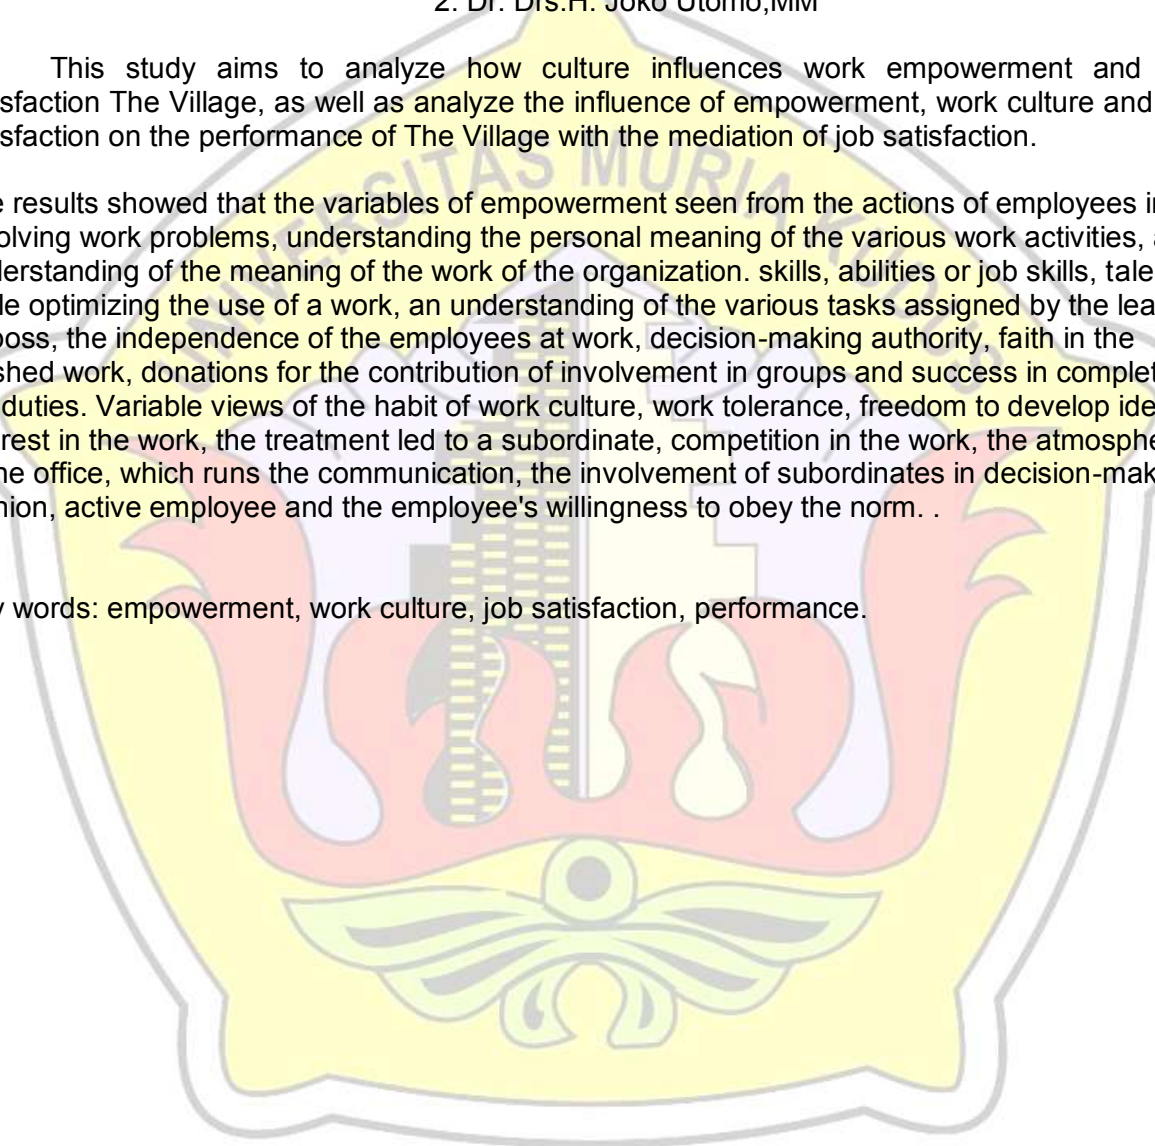 2. Dr. Drs.H. Joko Utomo,MM
This study aims to analyze how culture influences work empowerment and
sfaction The Village, as well as analyze the influence of empowerment, work culture and
sfaction on the performance of The Village with the mediation of job satisfaction.
e results showed that the variables of empowerment seen from the actions of employees in
olving work problems, understanding the personal meaning of the various work activities, a
derstanding of the meaning of the work of the organization. skills, abilities or job skills, tale
le optimizing the use of a work, an understanding of the various tasks assigned by the lea
boss, the independence of the employees at work, decision-making authority, faith in the
shed work, donations for the contribution of involvement in groups and success in complet
duties. Variable views of the habit of work culture, work tolerance, freedom to develop ide
rest in the work, the treatment led to a subordinate, competition in the work, the atmosphe
he office, which runs the communication, the involvement of subordinates in decision-mak
nion, active employee and the employee's willingness to obey the norm. .
y words: empowerment, work culture, job satisfaction, performance.
UNIVERSITAS MURIA KUDUS